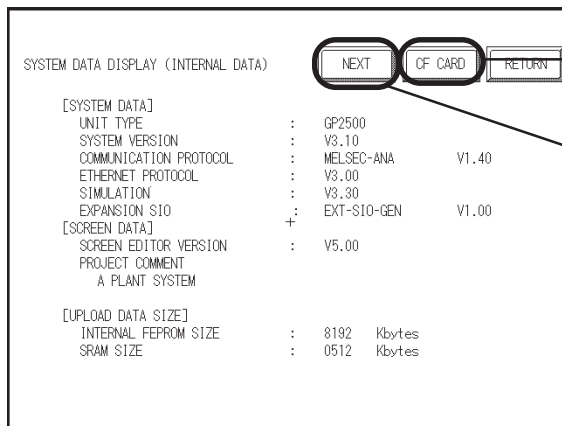 SYSTEM DATA DISPLAY (INTERNAL DATA) NEXT CF CARD RETURN
[SYSTEM DATA]
UNIT TYPE : GP2500
SYSTEM VERSION : V3.10
COMMUNICATION PROTOCOL : MELSEC-ANA V1.40
ETHERNET PROTOCOL : V3.00
SIMULATION : V3.30
EXPANSION SIO : EXT-SIO-GEN V1.00
[SCREEN DATA]
SCREEN EDITOR VERSION : V5.00
PROJECT COMMENT
A PLANT SYSTEM
[UPLOAD DATA SIZE]
INTERNAL FEPROM SIZE : 8192 Kbytes
SRAM SIZE : 0512 Kbytes